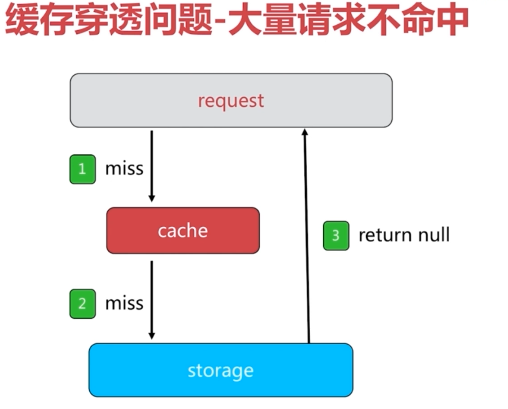 缓存穿透问题-大量请求不命中
request
1 miss
cache
3 return null
2 miss
storage